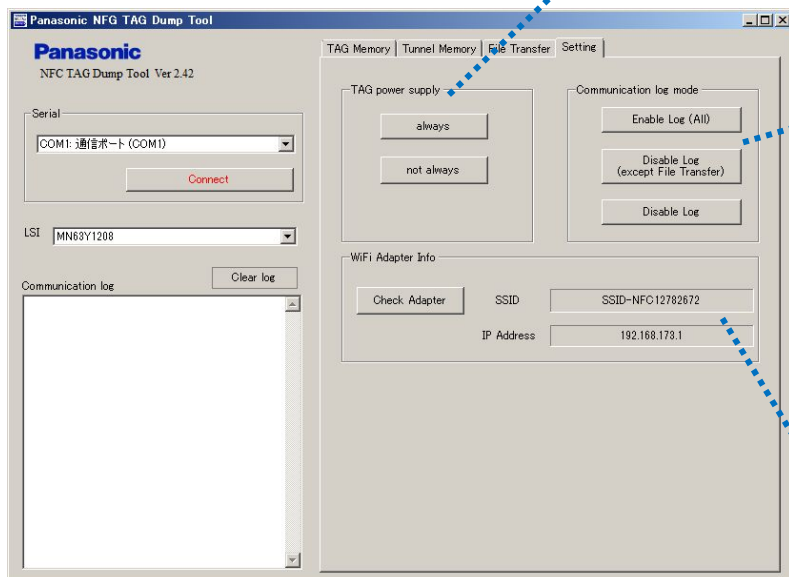 Panasonic NFG TAG Dump Tool
Panasonic
NFC TAG Dump Tool Ver 2.42
Serial
COM1: 通信ポート (COM1)
Connect
LSI
MN63Y1208
Communication log
Clear log
TAG Memory
Tunnel Memory
File Transfer
Setting
TAG power supply
always
not always
Communication log mode
Enable Log (All)
Disable Log
(except File Transfer)
Disable Log
WiFi Adapter Info
Check Adapter
SSID
SSID-NFC12782672
IP Address
192.168.173.1